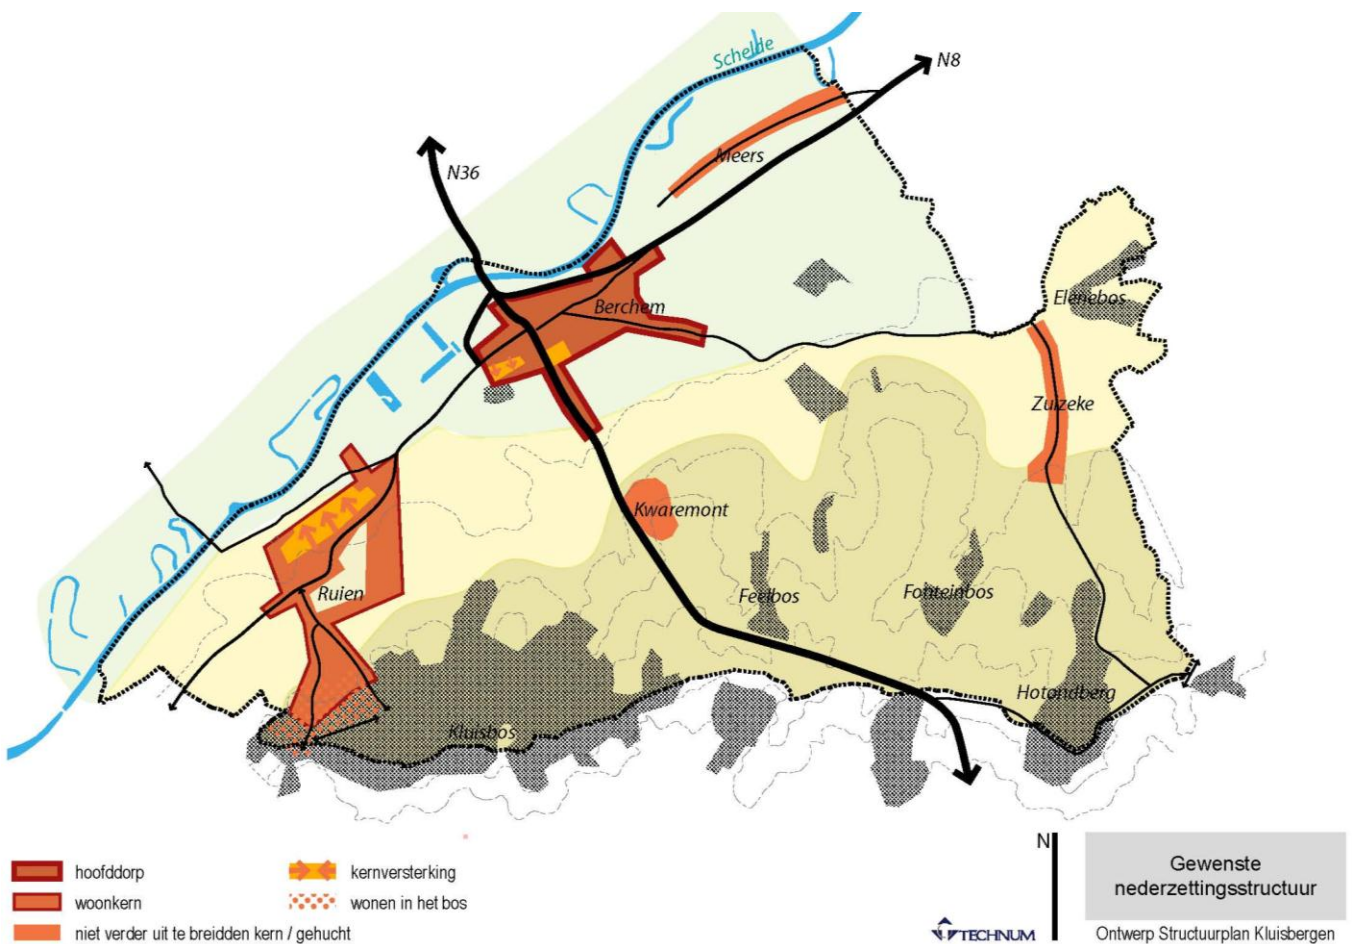 Schelde
N8
Meers
N36
Berchem
Elenebos
Zulzeke
Kwaremont
Ruien
Feelbos
Fonteinbos
Hotondberg
Kluisbos
hoofddorp
kernversterking
woonkern
wonen in het bos
niet verder uit te breidden kern / gehucht
N
Gewenste
nederzettingsstructuur
TECHNUM
Ontwerp Structuurplan Kluisbergen